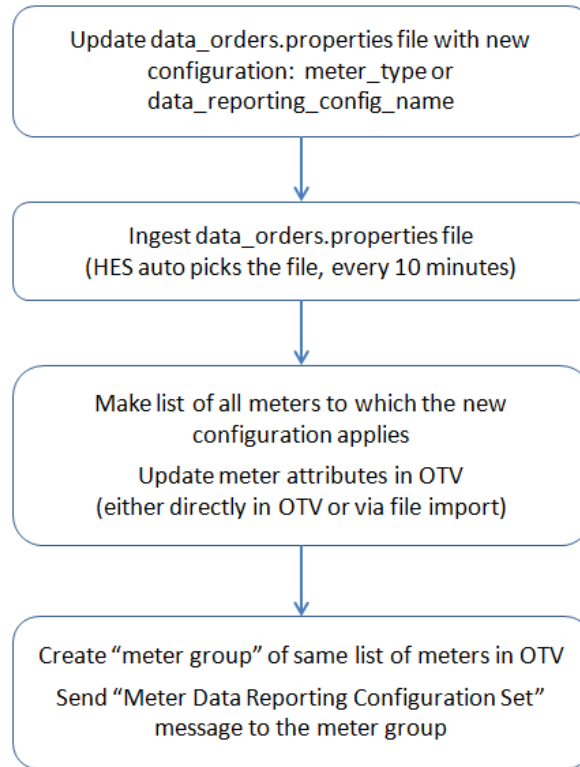 Update data_orders.properties file with new
configuration:  meter_type or
data_reporting_config_name
Ingest data_orders.properties file
(HES auto picks the file, every 10 minutes)
Make list of all meters to which the new
configuration applies
Update meter attributes in OTV
(either directly in OTV or via file import)
Create “meter group” of same list of meters in OTV
Send “Meter Data Reporting Configuration Set”
message to the meter group